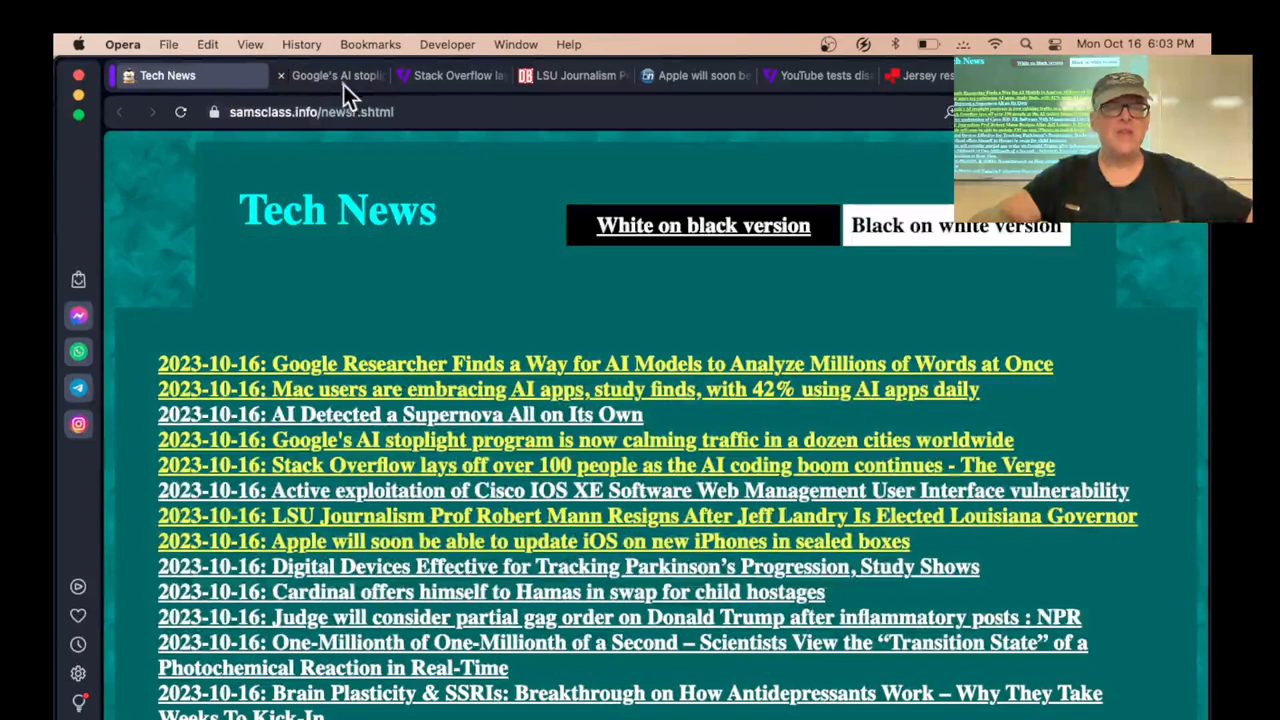 Opera File Edit View History Bookmarks Developer Window Help Mon Oct 16 6:03 PM
Tech News Google's AI stopli Stack Overflow la LSU Journalism P Apple will soon be YouTube tests dis Jersey res
samsclass.info/newsr.shtml
Tech News
White on black version Black on white version
2023-10-16: Google Researcher Finds a Way for AI Models to Analyze Millions of Words at Once
2023-10-16: Mac users are embracing AI apps, study finds, with 42% using AI apps daily
2023-10-16: AI Detected a Supernova All on Its Own
2023-10-16: Google's AI stoplight program is now calming traffic in a dozen cities worldwide
2023-10-16: Stack Overflow lays off over 100 people as the AI coding boom continues - The Verge
2023-10-16: Active exploitation of Cisco IOS XE Software Web Management User Interface vulnerability
2023-10-16: LSU Journalism Prof Robert Mann Resigns After Jeff Landry Is Elected Louisiana Governor
2023-10-16: Apple will soon be able to update iOS on new iPhones in sealed boxes
2023-10-16: Digital Devices Effective for Tracking Parkinson’s Progression, Study Shows
2023-10-16: Cardinal offers himself to Hamas in swap for child hostages
2023-10-16: Judge will consider partial gag order on Donald Trump after inflammatory posts : NPR
2023-10-16: One-Millionth of One-Millionth of a Second – Scientists View the “Transition State” of a
Photochemical Reaction in Real-Time
2023-10-16: Brain Plasticity & SSRIs: Breakthrough on How Antidepressants Work – Why They Take
Weeks To Kick-In